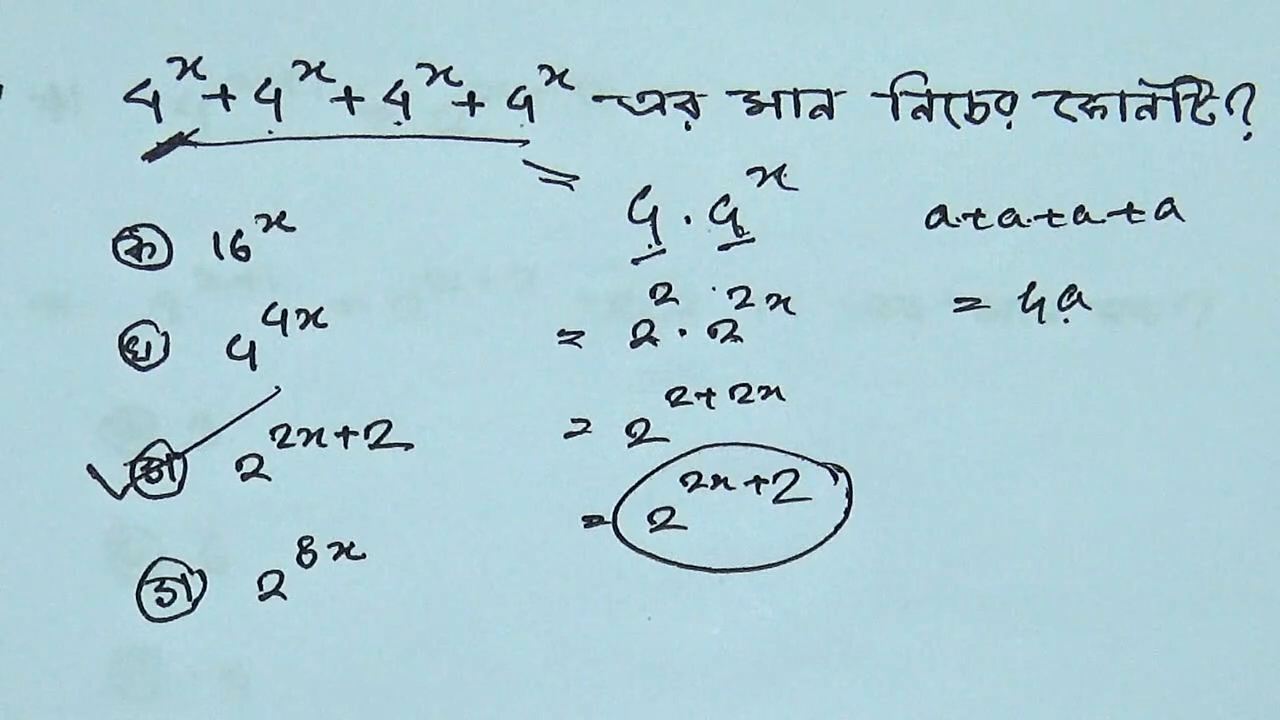 4^x + 4^x + 4^x + 4^x -এর মান নিচের কোনটি?
ক 16^x
খ 4^{4x}
গ 2^{2x+2}
ঘ 2^{8x}
= 4 . 4^x
= 2^2 . 2^{2x}
= 2^{2+2x}
= 2^{2x+2}
a+a+a+a
= 4a